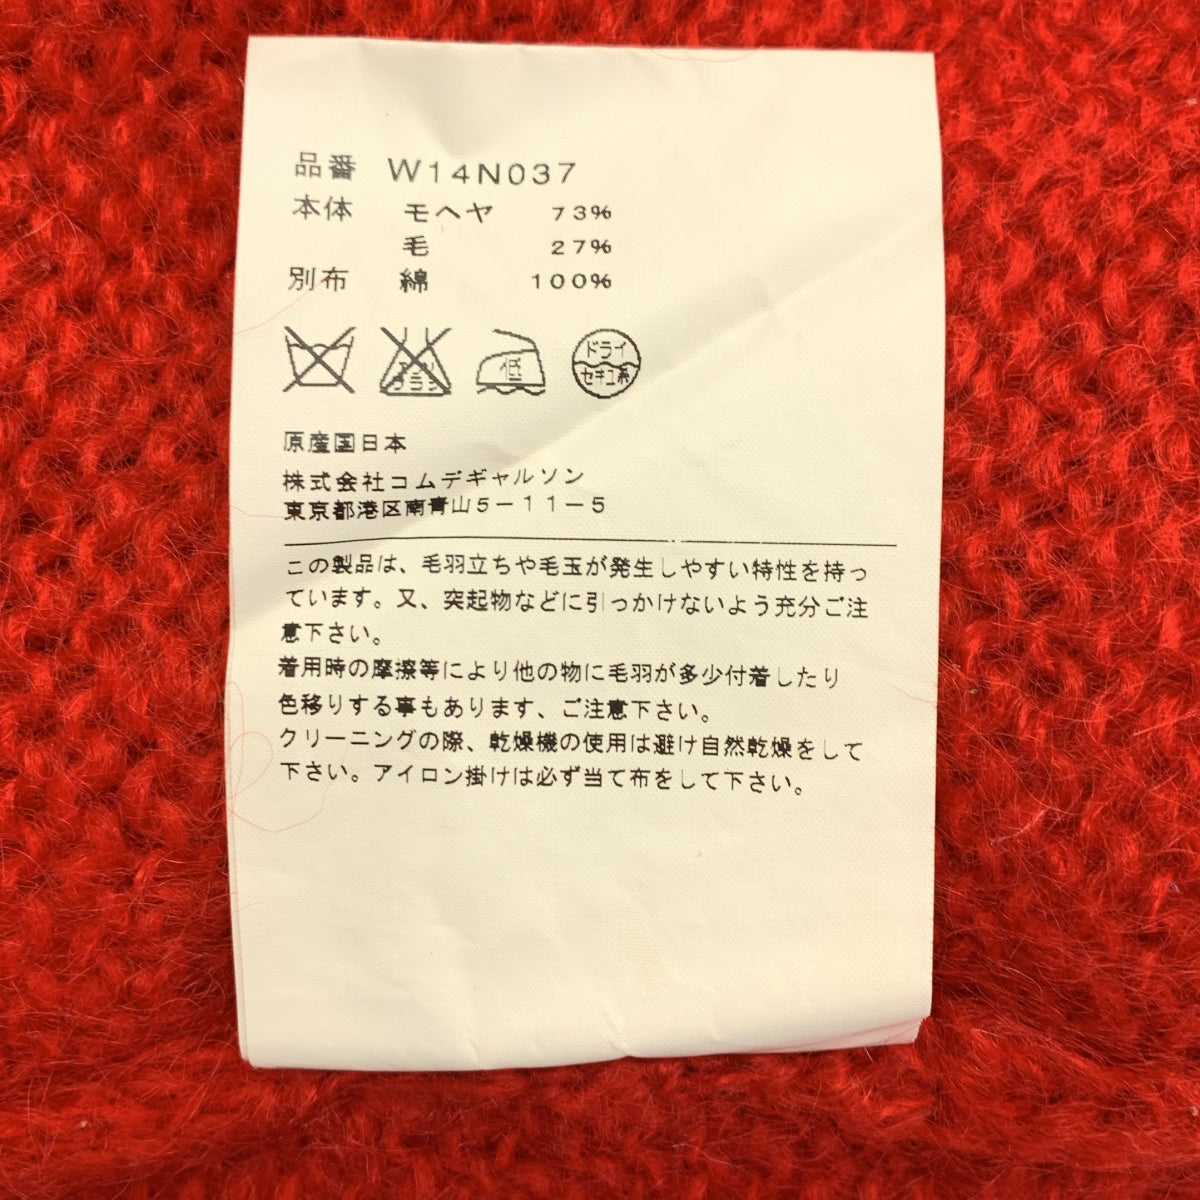 品番 W14N037
本体 モヘヤ 73%
毛 27%
別布 綿 100%
エンソ サラシ 低 ドライ
セキユ系
原産国日本
株式会社コムデギャルソン
東京都港区南青山5-11-5
この製品は、毛羽立ちや毛玉が発生しやすい特性を持っ
ています。又、突起物などに引っかけないよう充分ご注
意下さい。
着用時の摩擦等により他の物に毛羽が多少付着したり
色移りする事もあります、ご注意下さい。
クリーニングの際、乾燥機の使用は避け自然乾燥をして
下さい。アイロン掛けは必ず当て布をして下さい。